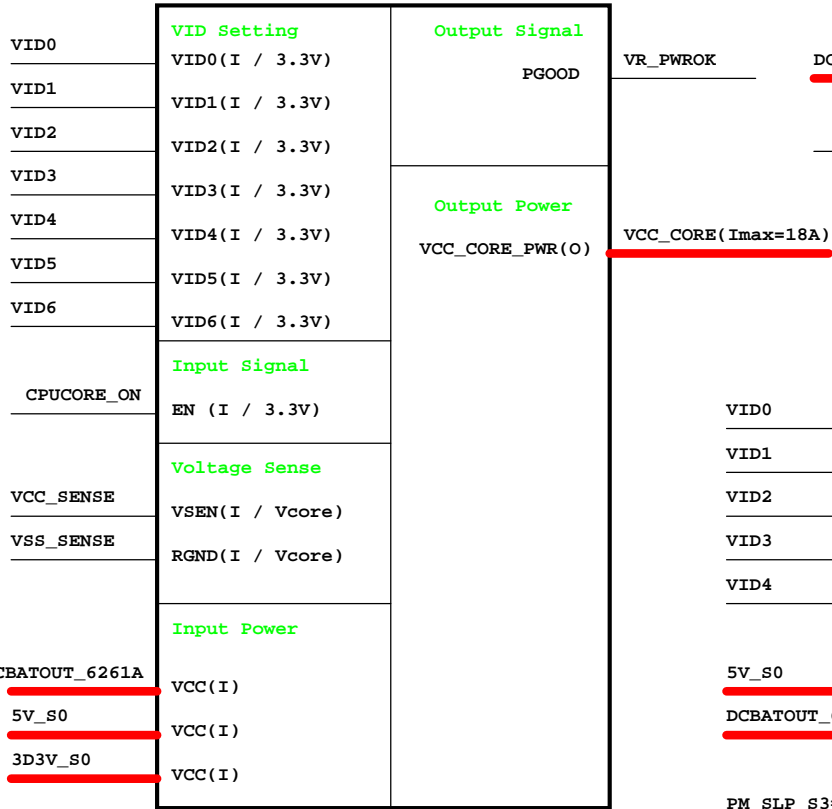 VID0
VID1
VID2
VID3
VID4
VID5
VID6
CPUCORE_ON
VCC_SENSE
VSS_SENSE
CBATOUT_6261A
5V_S0
3D3V_S0
VID Setting
VID0(I / 3.3V)
VID1(I / 3.3V)
VID2(I / 3.3V)
VID3(I / 3.3V)
VID4(I / 3.3V)
VID5(I / 3.3V)
VID6(I / 3.3V)
Input Signal
EN (I / 3.3V)
Voltage Sense
VSEN(I / Vcore)
RGND(I / Vcore)
Input Power
VCC(I)
VCC(I)
VCC(I)
Output Signal
PGOOD
Output Power
VCC_CORE_PWR(O)
VR_PWROK
VCC_CORE(Imax=18A)
VID0
VID1
VID2
VID3
VID4
5V_S0
DCBATOUT_
PM_SLP_S3